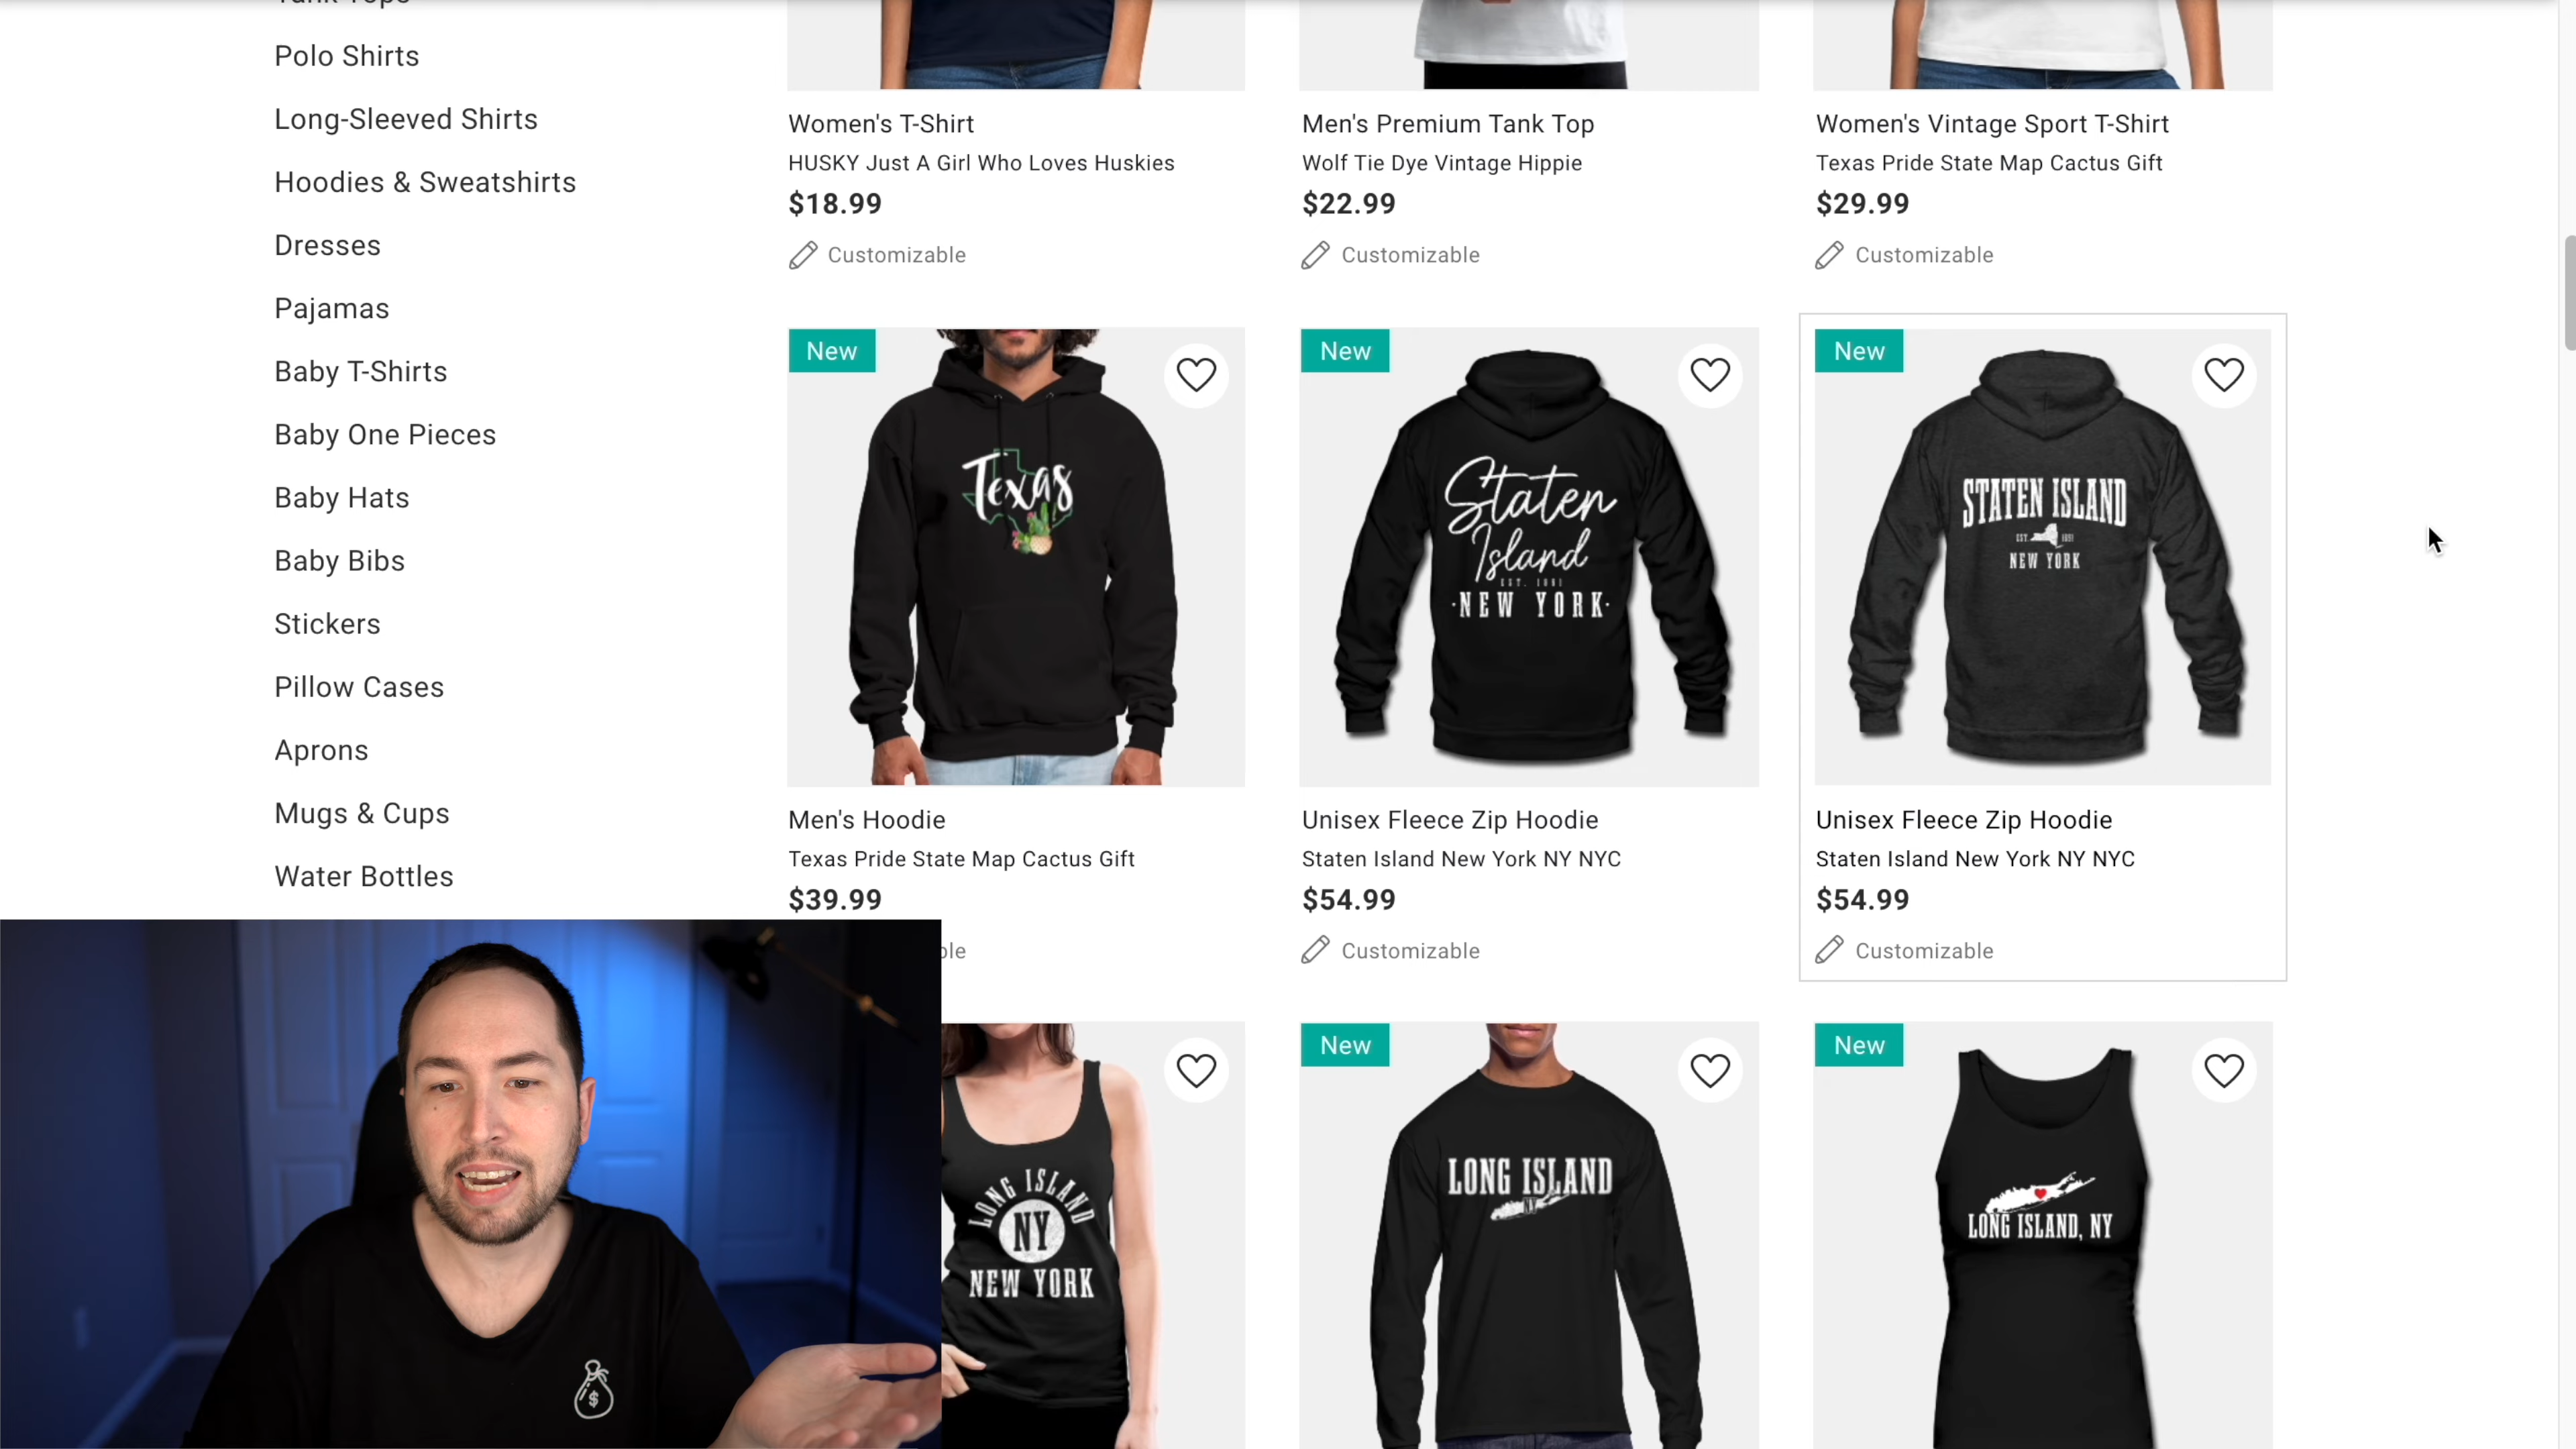 Tank Tops
Polo Shirts
Long-Sleeved Shirts
Hoodies & Sweatshirts
Dresses
Pajamas
Baby T-Shirts
Baby One Pieces
Baby Hats
Baby Bibs
Stickers
Pillow Cases
Aprons
Mugs & Cups
Water Bottles
Women's T-Shirt
HUSKY Just A Girl Who Loves Huskies
$18.99
Customizable
Men's Premium Tank Top
Wolf Tie Dye Vintage Hippie
$22.99
Customizable
Women's Vintage Sport T-Shirt
Texas Pride State Map Cactus Gift
$29.99
Customizable
New
Texas
Men's Hoodie
Texas Pride State Map Cactus Gift
$39.99
ble
New
Staten
Island
·NEW YORK·
Unisex Fleece Zip Hoodie
Staten Island New York NY NYC
$54.99
Customizable
New
STATEN ISLAND
NEW YORK
Unisex Fleece Zip Hoodie
Staten Island New York NY NYC
$54.99
Customizable
LONG ISLAND
NY
NEW YORK
New
LONG ISLAND
NY
New
LONG ISLAND, NY
$